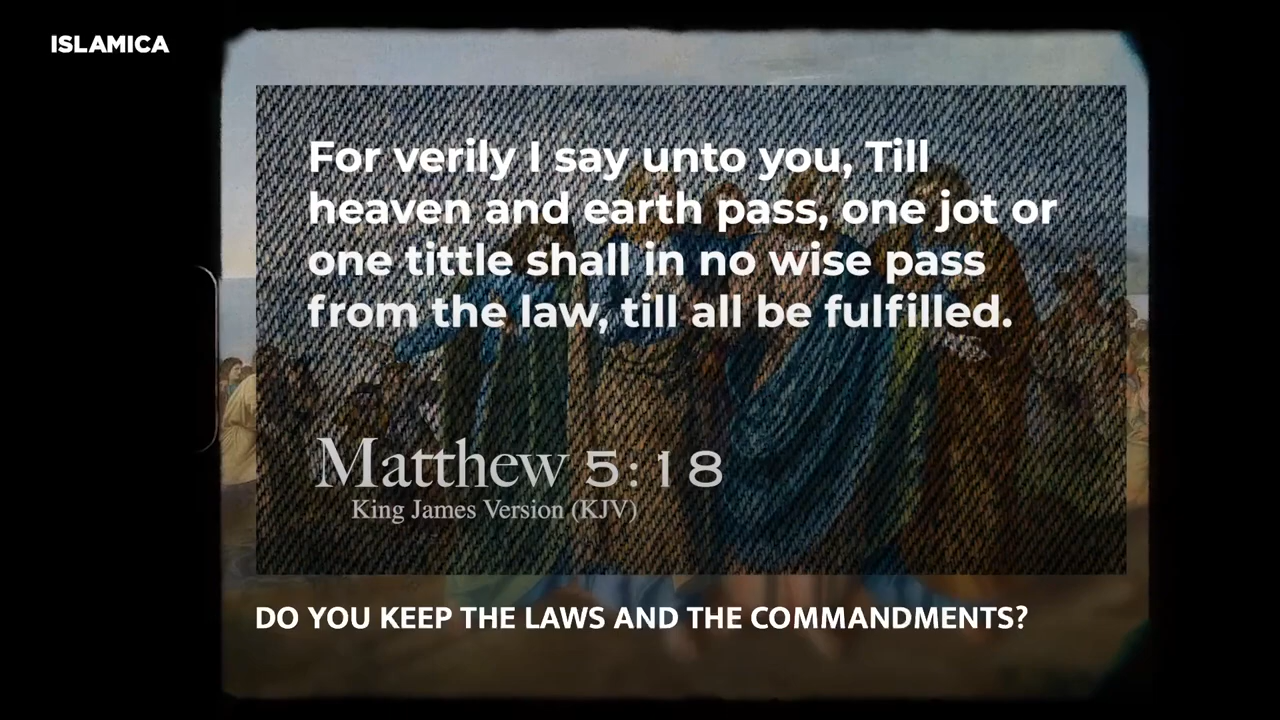 ISLAMICA
For verily I say unto you, Till
heaven and earth pass, one jot or
one tittle shall in no wise pass
from the law, till all be fulfilled.
Matthew 5:18
King James Version (KJV)
DO YOU KEEP THE LAWS AND THE COMMANDMENTS?